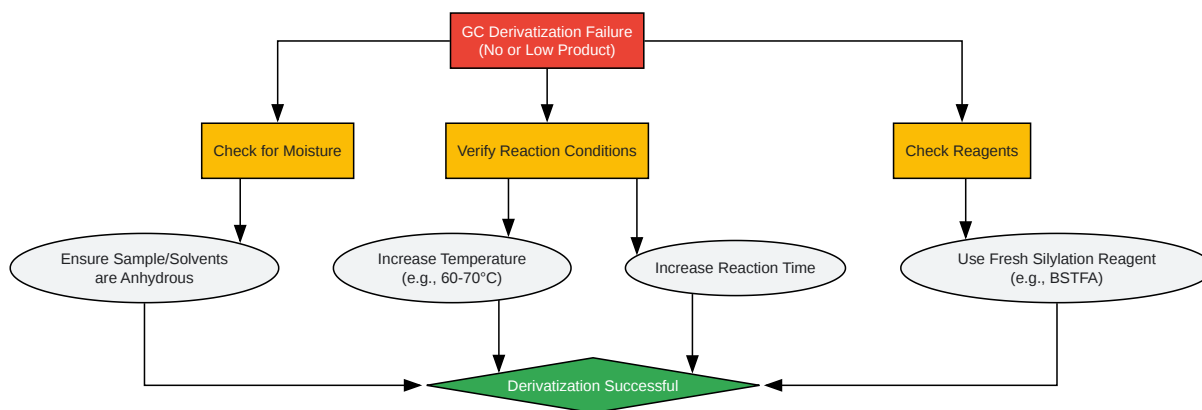 GC Derivatization Failure
(No or Low Product)
Check for Moisture
Verify Reaction Conditions
Check Reagents
Ensure Sample/Solvents
are Anhydrous
Increase Temperature
(e.g., 60-70°C)
Increase Reaction Time
Use Fresh Silylation Reagent
(e.g., BSTFA)
Derivatization Successful